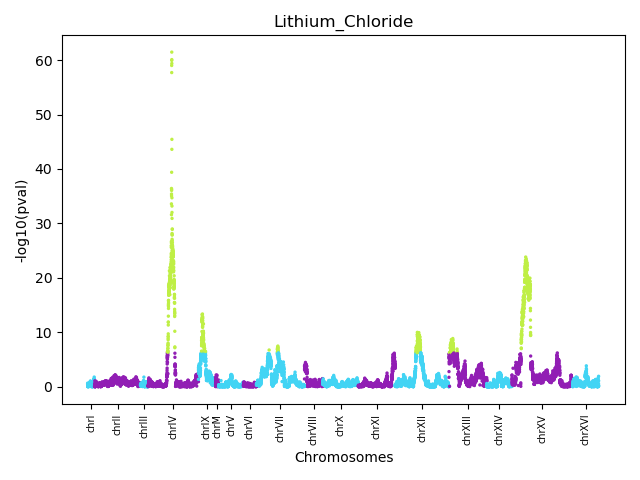 Lithium_Chloride
-log10(pval)
60
50
40
30
20
10
0
chrI
chrII
chrIII
chrIV
chrIX
chrM
chrV
chrVI
chrVII
chrVIII
chrX
chrXI
chrXII
chrXIII
chrXIV
chrXV
chrXVI
Chromosomes